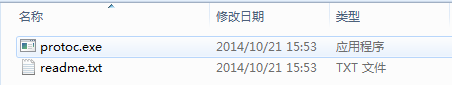 名称 修改日期 类型
protoc.exe 2014/10/21 15:53 应用程序
readme.txt 2014/10/21 15:53 TXT 文件